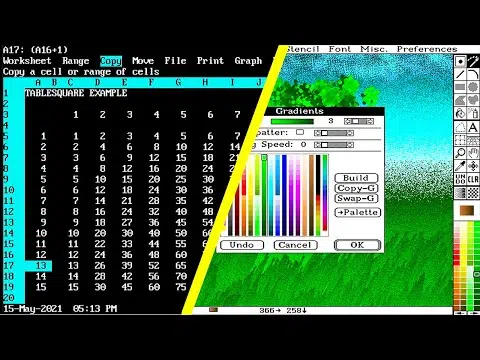 A17: (A16+1)
Worksheet Range Copy Move File Print Graph
Copy a cell or range of cells
A B C D E F G H I J
1 TABLESQUARE EXAMPLE
2
3 1 2 3 4 5 6 7
4
5 1 1 2 3 4 5 6 7
6 2 2 4 6 8 10 12 14
7 3 3 6 9 12 15 18 21
8 4 4 8 12 16 20 24
9 5 5 10 15 20 25 30
10 6 6 12 18 24 30 36
11 7 7 14 21 28 35 42
12 8 8 16 24 32 40 48
13 9 9 18 27 36 45 54
14 10 10 20 30 40 50
15 11 11 22 33 44 55
16 12 12 24 36 48 60
17 13 13 26 39 52 65
18 14 14 28 42 56 70
19 15 15 30 45 60 75
20
15-May-2021 05:13 PM
Stencil Font Misc. Preferences
Gradients
3
Speed: 0
Build
Copy-G
Swap-G
→Palette
Undo Cancel OK
CLR
366→ 258↓